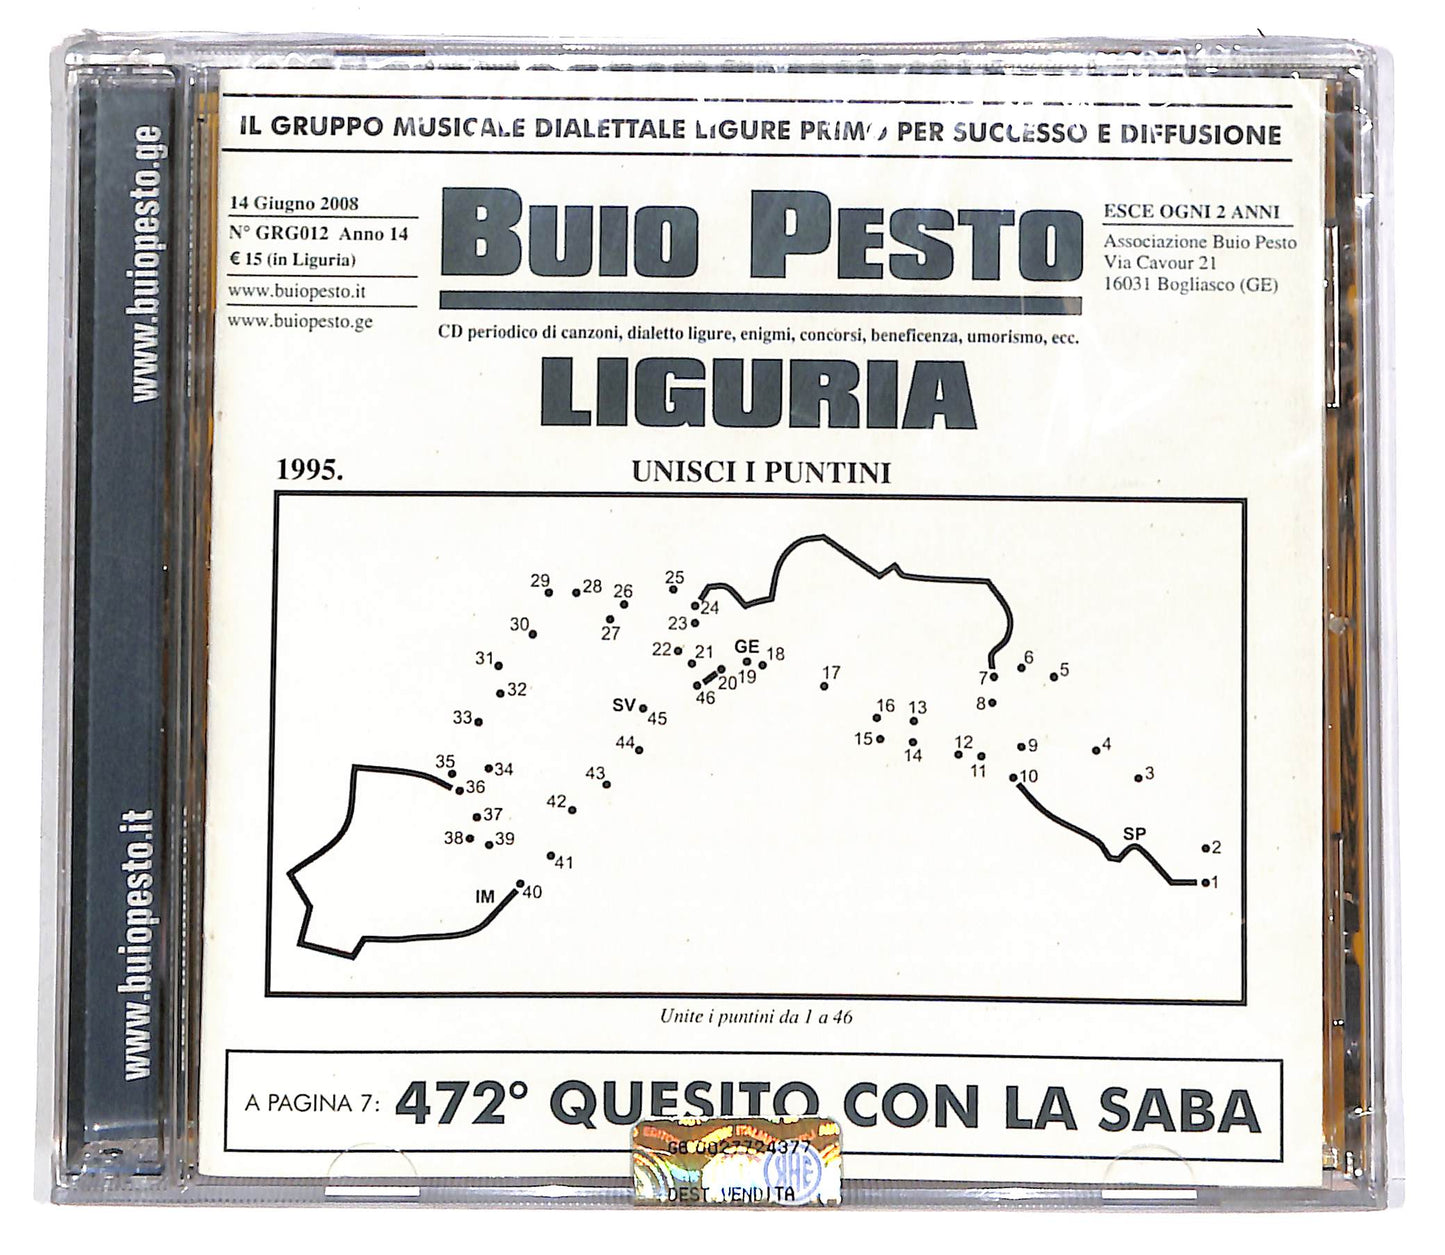 www.buiopesto.ge
www.buiopesto.it
IL GRUPPO MUSICALE DIALETTALE LIGURE PRIMO PER SUCCESSO E DIFFUSIONE
14 Giugno 2008
N° GRG012 Anno 14
€ 15 (in Liguria)
www.buiopesto.it
www.buiopesto.ge
BUIO PESTO
CD periodico di canzoni, dialetto ligure, enigmi, concorsi, beneficenza, umorismo, ecc.
LIGURIA
ESCE OGNI 2 ANNI
Associazione Buio Pesto
Via Cavour 21
16031 Bogliasco (GE)
1995.
UNISCI I PUNTINI
29
28
26
25
24
27
23
30
22
21
GE
18
31
20
19
17
6
5
7
32
46
SV
45
16
13
8
33
15
14
12
9
4
44
11
10
3
35
34
36
43
37
42
38
39
SP
2
41
1
IM
40
Unite i puntini da 1 a 46
A PAGINA 7: 472° QUESITO CON LA SABA
GB 0027724377
DEST.VENDITA